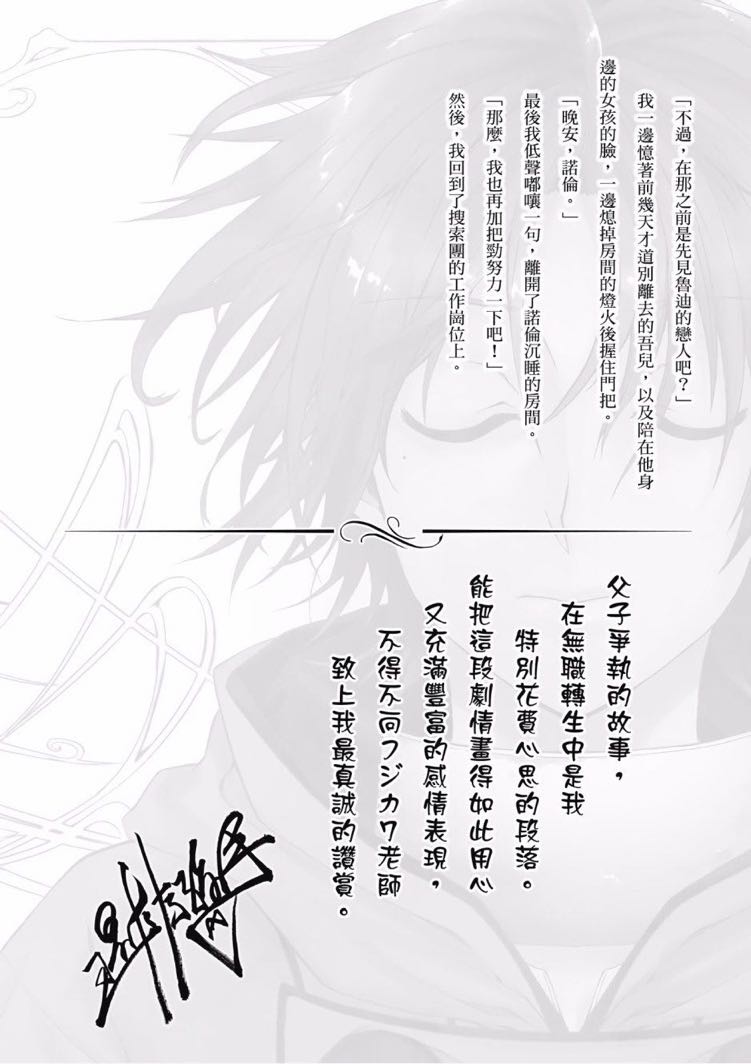 「不過，在那之前是先見魯迪的戀人吧？」
我一邊憶著前幾天才道別離去的吾兒，以及陪在他身
邊的女孩的臉，一邊熄掉房間的燈火後握住門把。
「晚安，諾倫。」
最後我低聲嘟嚷一句，離開了諾倫沉睡的房間。
「那麼，我也再加把勁努力一下吧！」
然後，我回到了搜索團的工作崗位上。
父子爭執的故事，
在無職轉生中是我
特別花費心思的段落。
能把這段劇情畫得如此用心
又充滿豐富的感情表現，
不得不向フジカワ老師
致上我最真誠的讚賞。